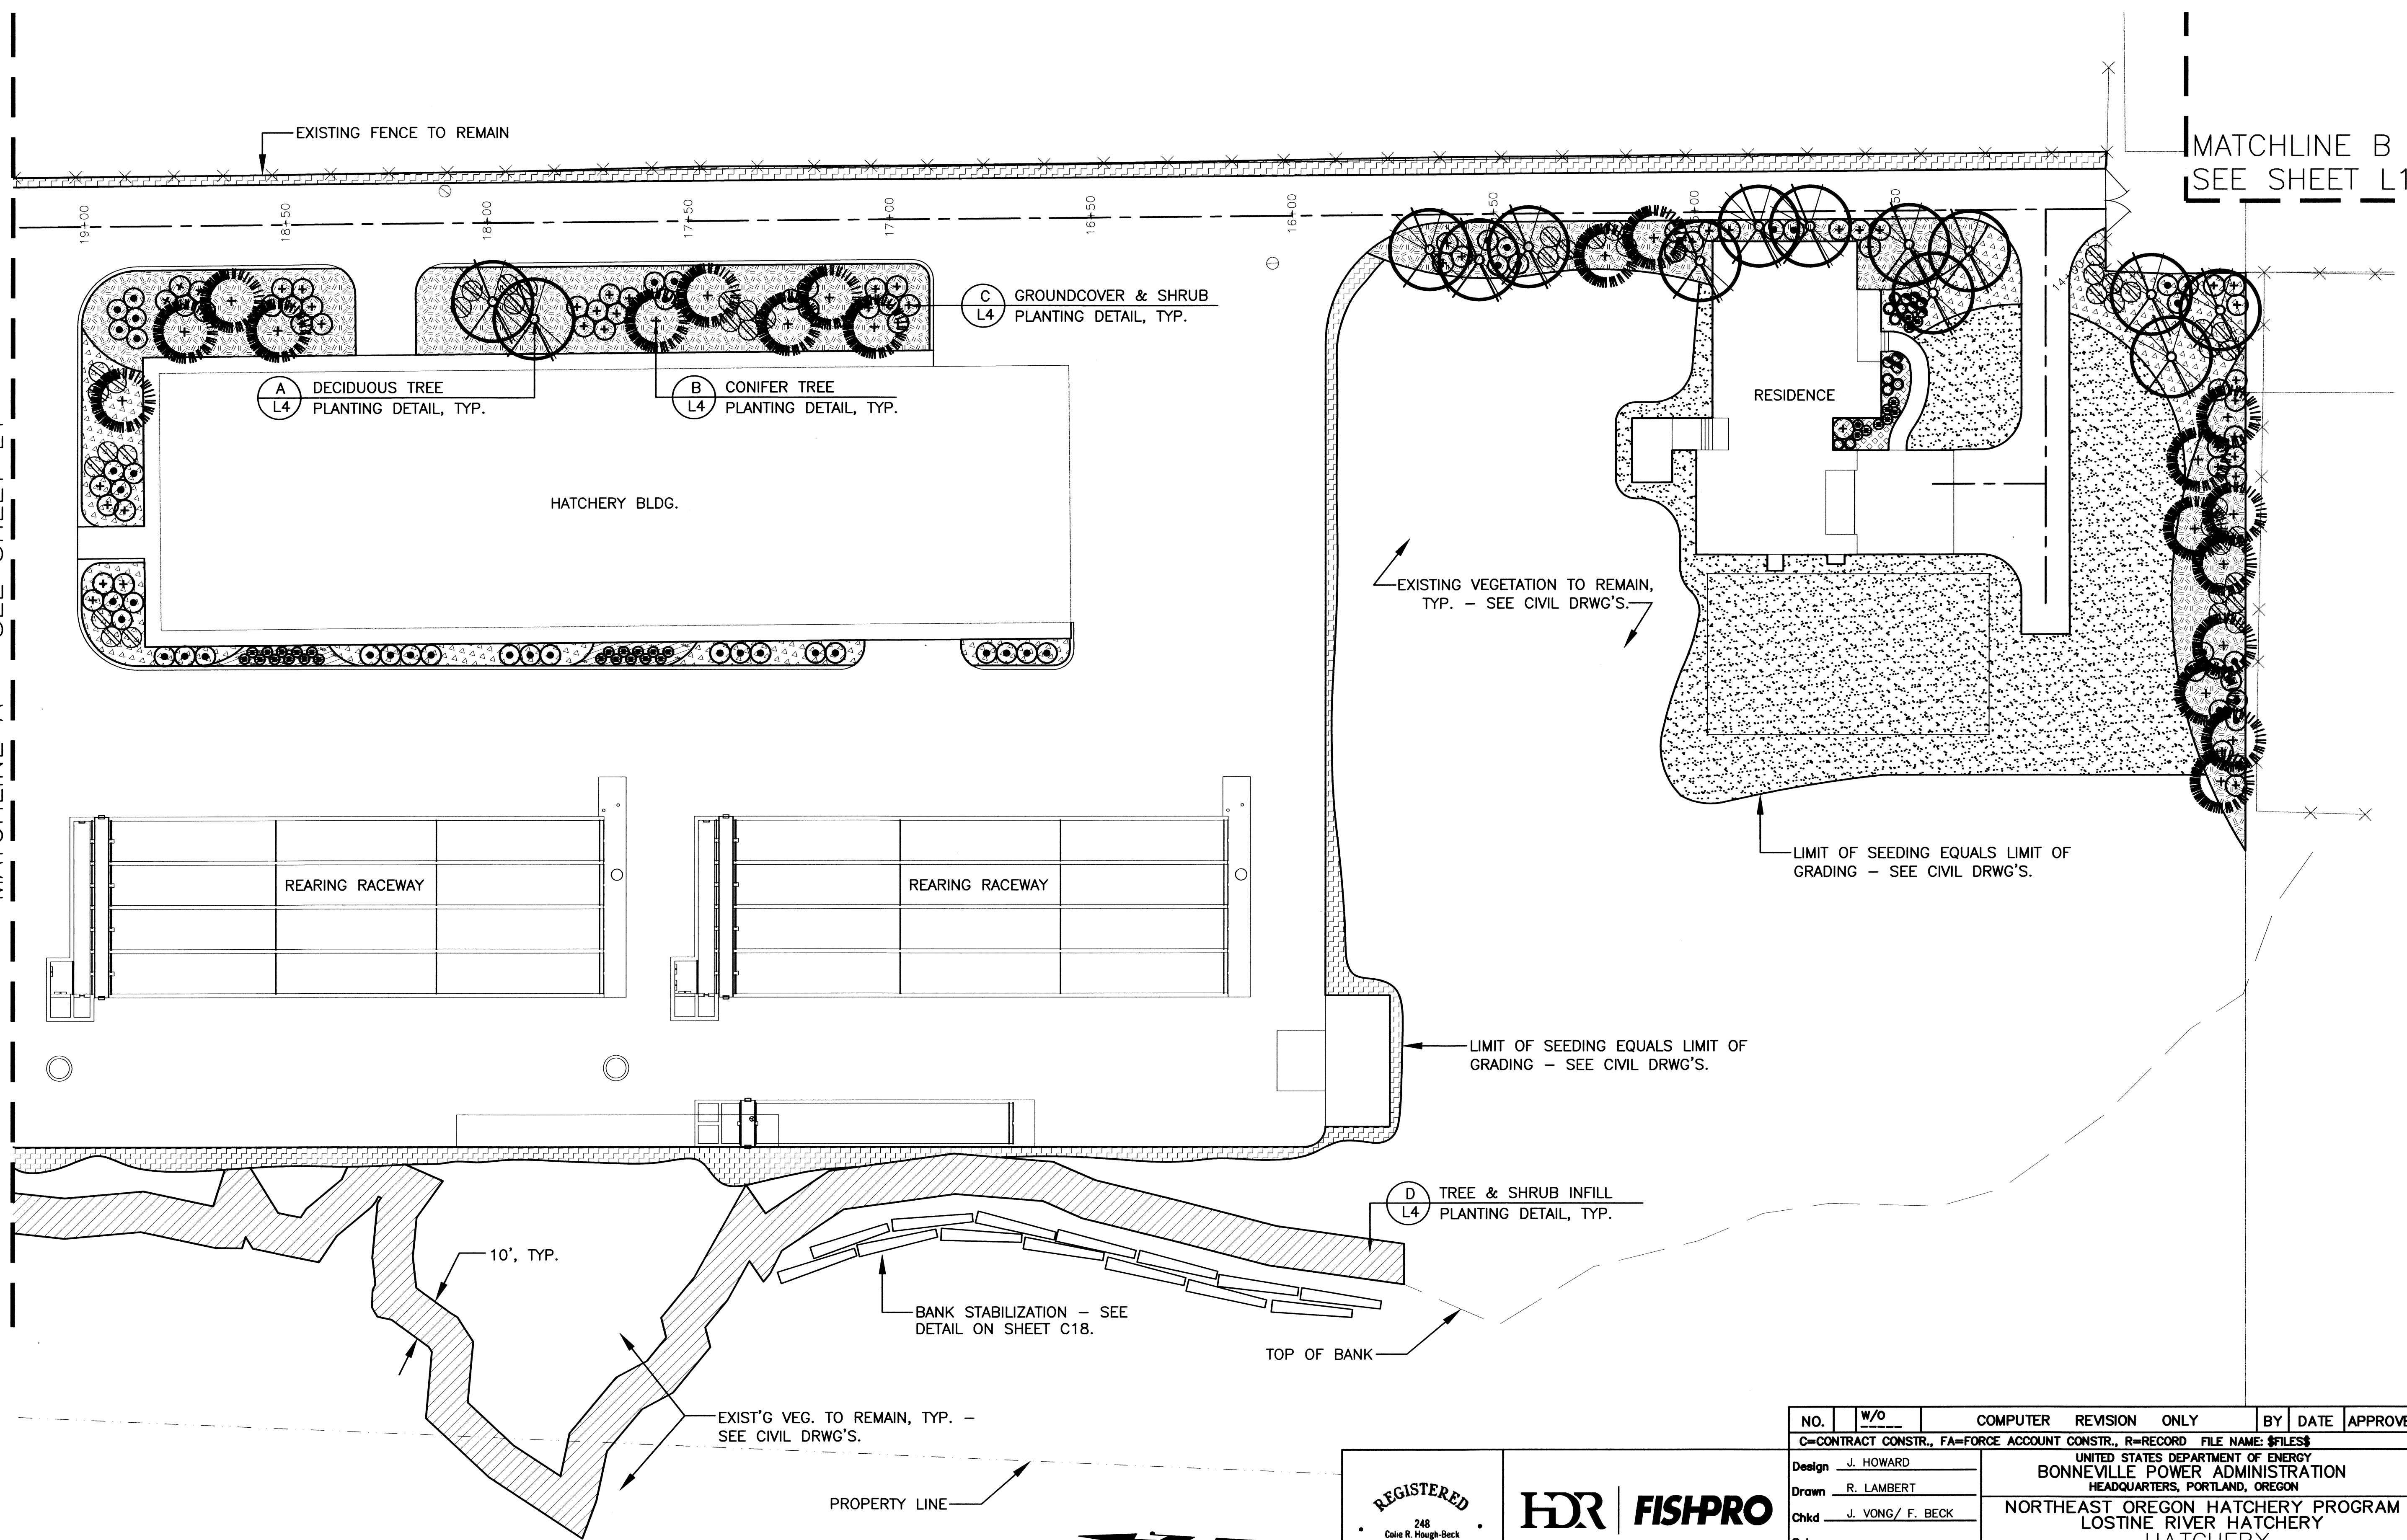 EXISTING FENCE TO REMAIN
MATCHLINE B
SEE SHEET L1
19+00
18+50
18+00
17+50
17+00
16+50
16+00
C
L4
GROUNDCOVER & SHRUB
PLANTING DETAIL, TYP.
A
L4
DECIDUOUS TREE
PLANTING DETAIL, TYP.
B
L4
CONIFER TREE
PLANTING DETAIL, TYP.
RESIDENCE
HATCHERY BLDG.
EXISTING VEGETATION TO REMAIN,
TYP. – SEE CIVIL DRWG'S.
REARING RACEWAY
REARING RACEWAY
LIMIT OF SEEDING EQUALS LIMIT OF
GRADING – SEE CIVIL DRWG'S.
LIMIT OF SEEDING EQUALS LIMIT OF
GRADING – SEE CIVIL DRWG'S.
D
L4
TREE & SHRUB INFILL
PLANTING DETAIL, TYP.
10', TYP.
BANK STABILIZATION – SEE
DETAIL ON SHEET C18.
TOP OF BANK
EXIST'G VEG. TO REMAIN, TYP. –
SEE CIVIL DRWG'S.
PROPERTY LINE
REGISTERED
248
HDR | FISHPRO
NO. W/O COMPUTER REVISION ONLY BY DATE APPROVE
C=CONTRACT CONSTR., FA=FORCE ACCOUNT CONSTR., R=RECORD FILE NAME: $FILES$
Design J. HOWARD
Drawn R. LAMBERT
Chkd J. VONG/ F. BECK
UNITED STATES DEPARTMENT OF ENERGY
BONNEVILLE POWER ADMINISTRATION
HEADQUARTERS, PORTLAND, OREGON
NORTHEAST OREGON HATCHERY PROGRAM
LOSTINE RIVER HATCHERY
HATCHERY